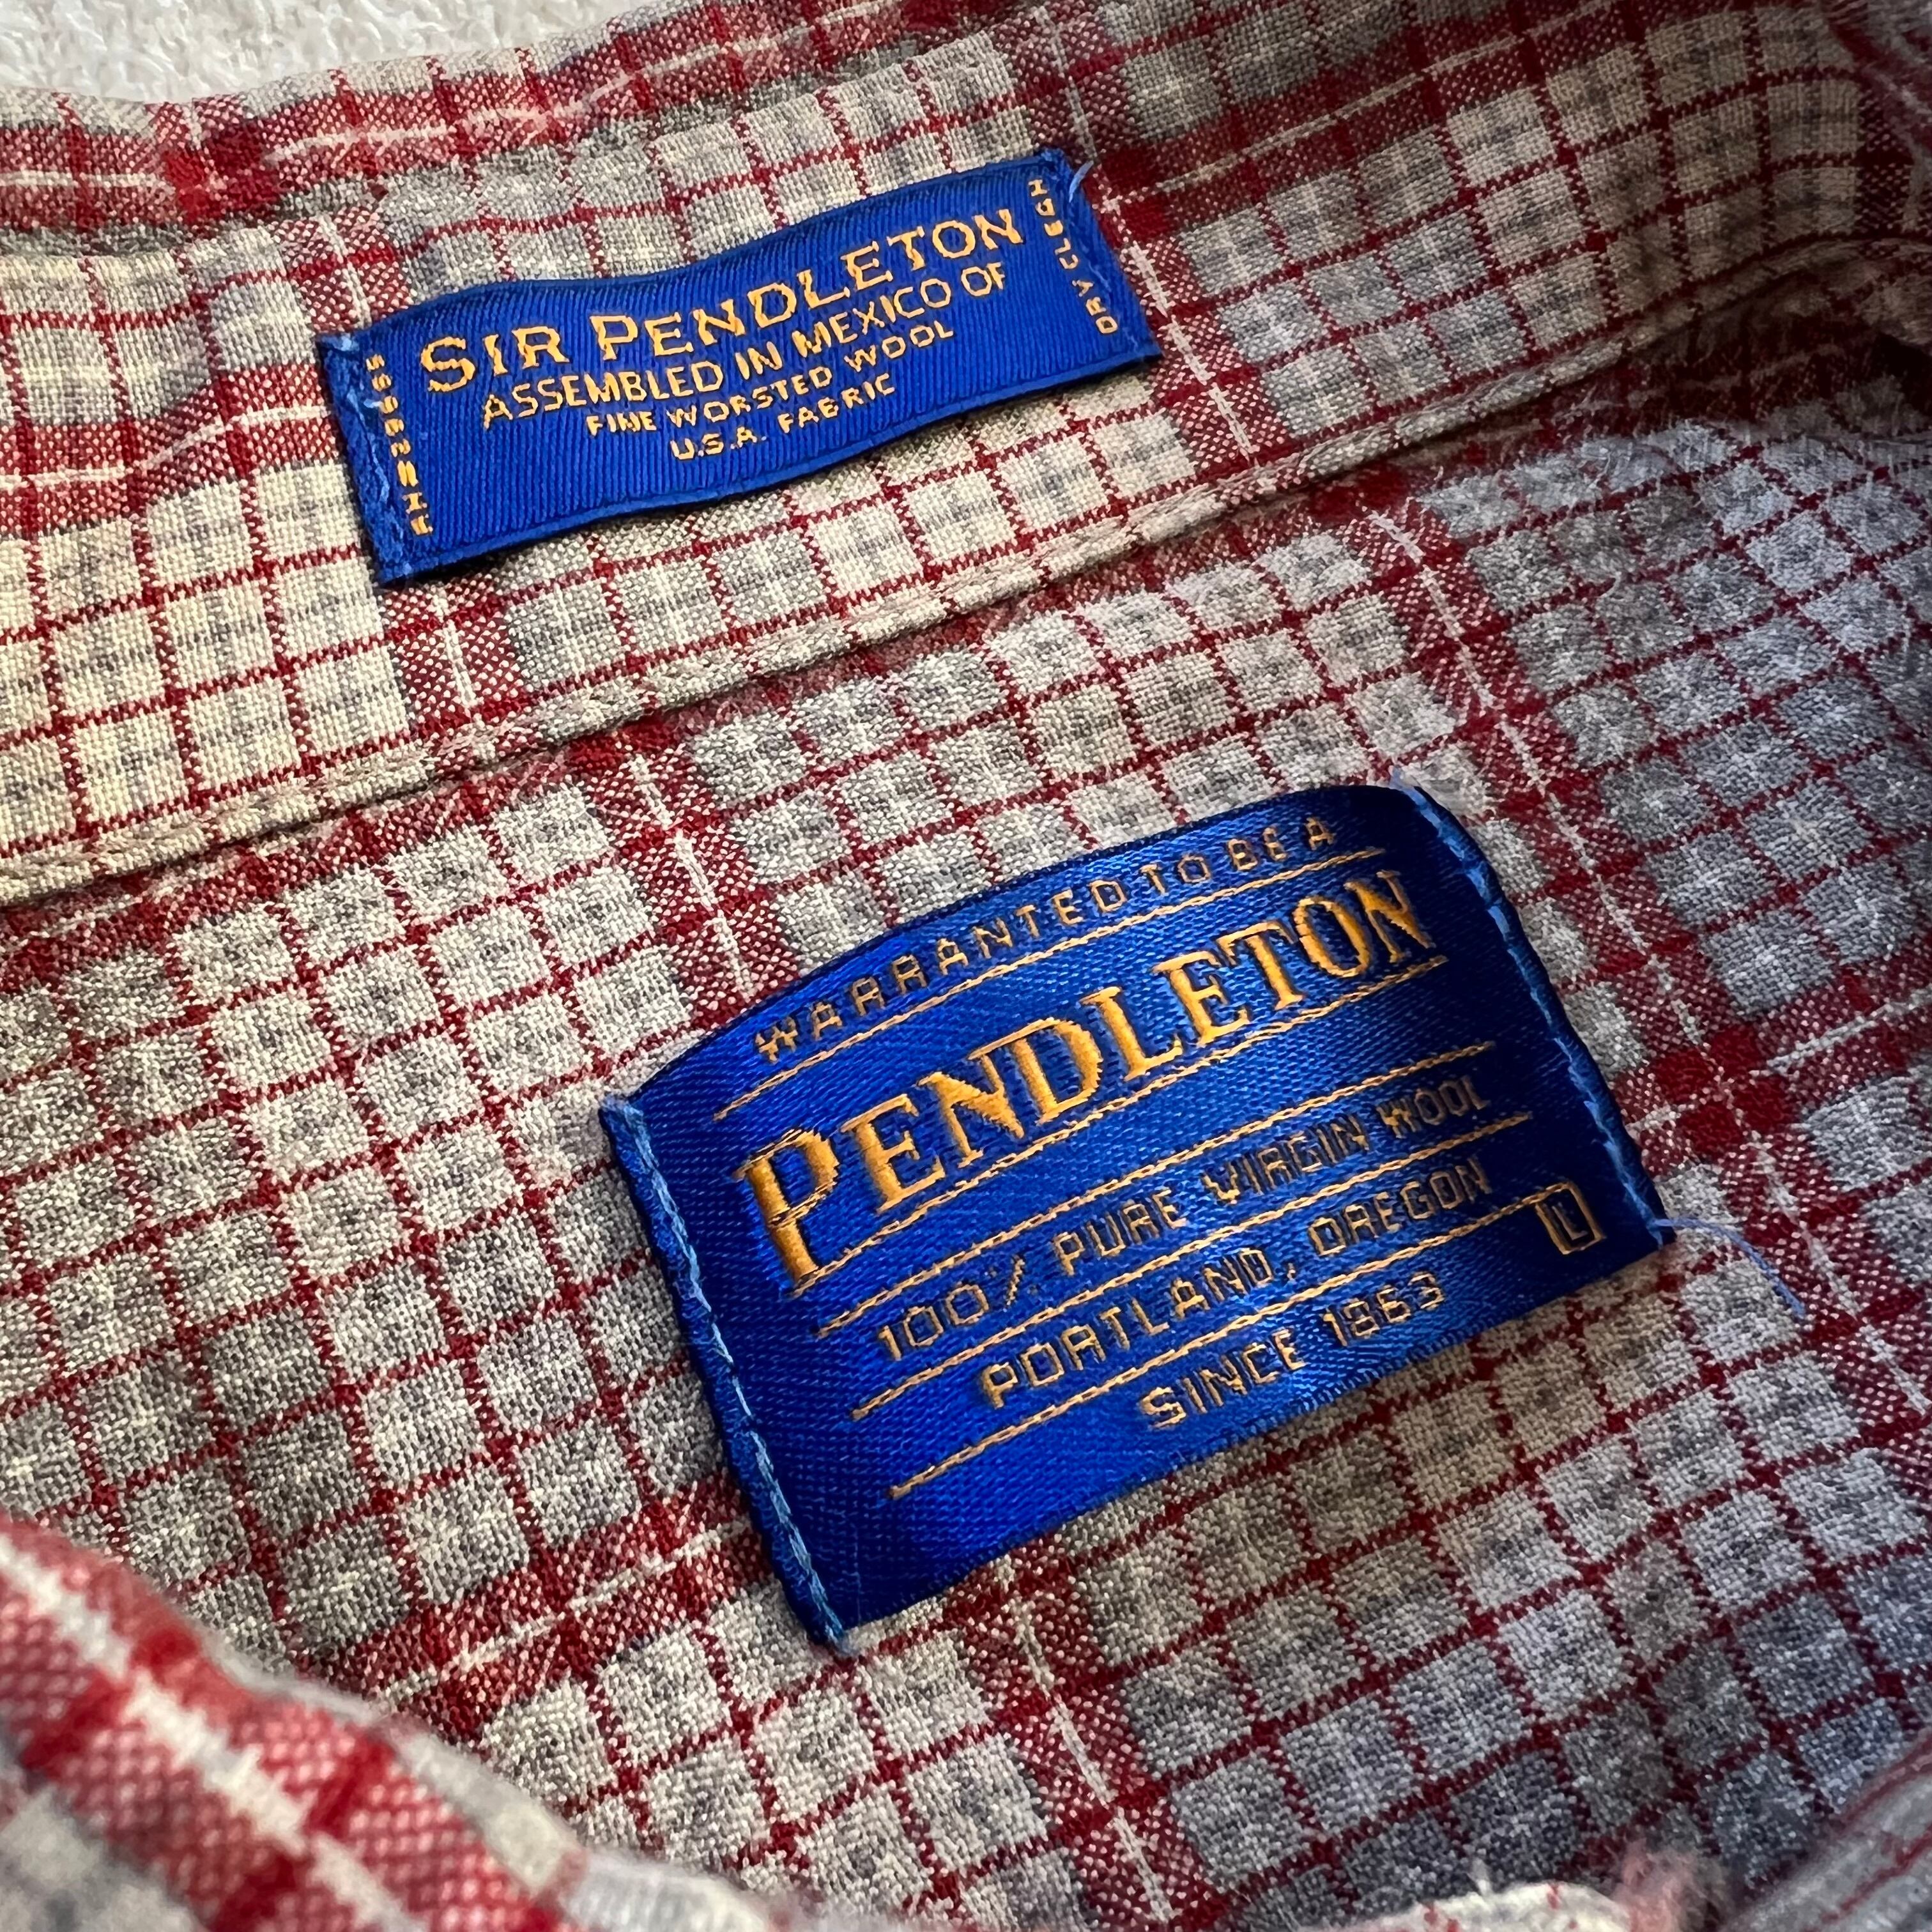 SIR PENDLETON
ASSEMBLED IN MEXICO OF
FINE WORSTED WOOL
U.S.A. FABRIC
DRY CLEAN
WARRANTED TO BE A
PENDLETON
100% PURE VIRGIN WOOL
PORTLAND, OREGON
SINCE 1863
L